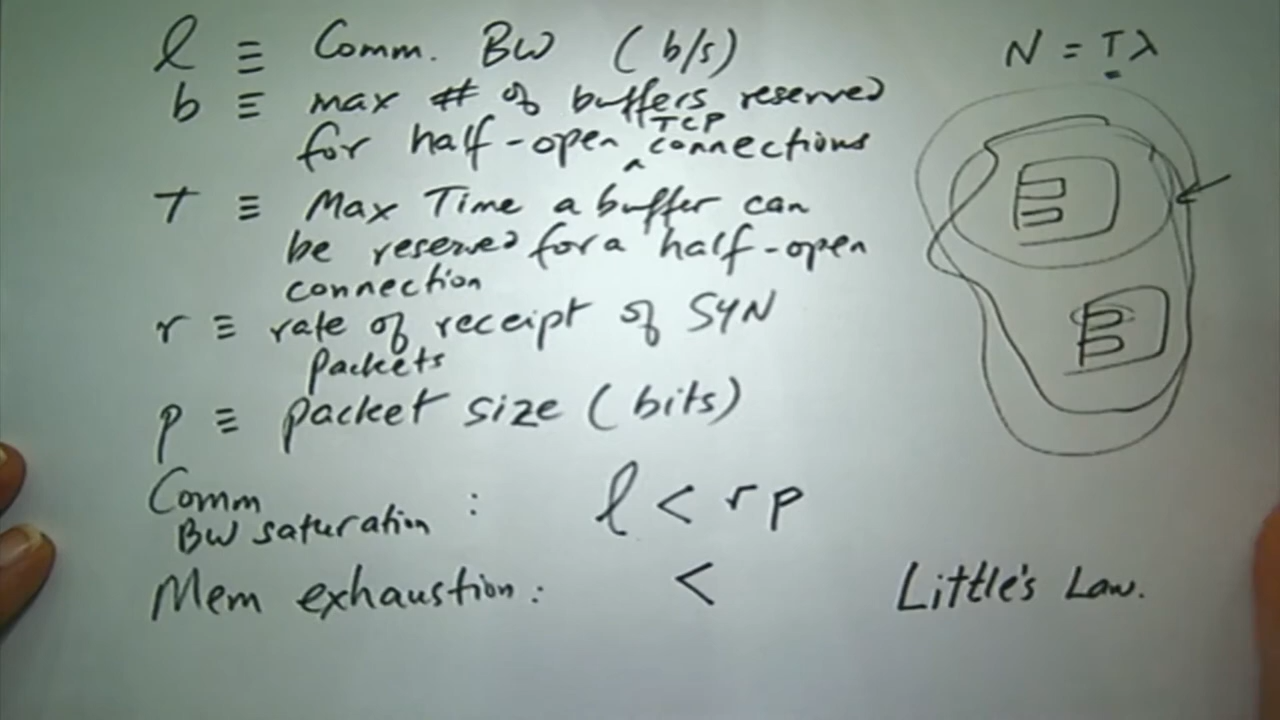 l ≡ Comm. BW (b/s)
N = Tλ
b ≡ max # of buffers reserved
for half-open TCP connections
T ≡ Max Time a buffer can
be reserved for a half-open
connection
r ≡ rate of receipt of SYN
packets
p ≡ packet size (bits)
Comm
BW saturation : l < r p
Mem exhaustion : < Little's Law.